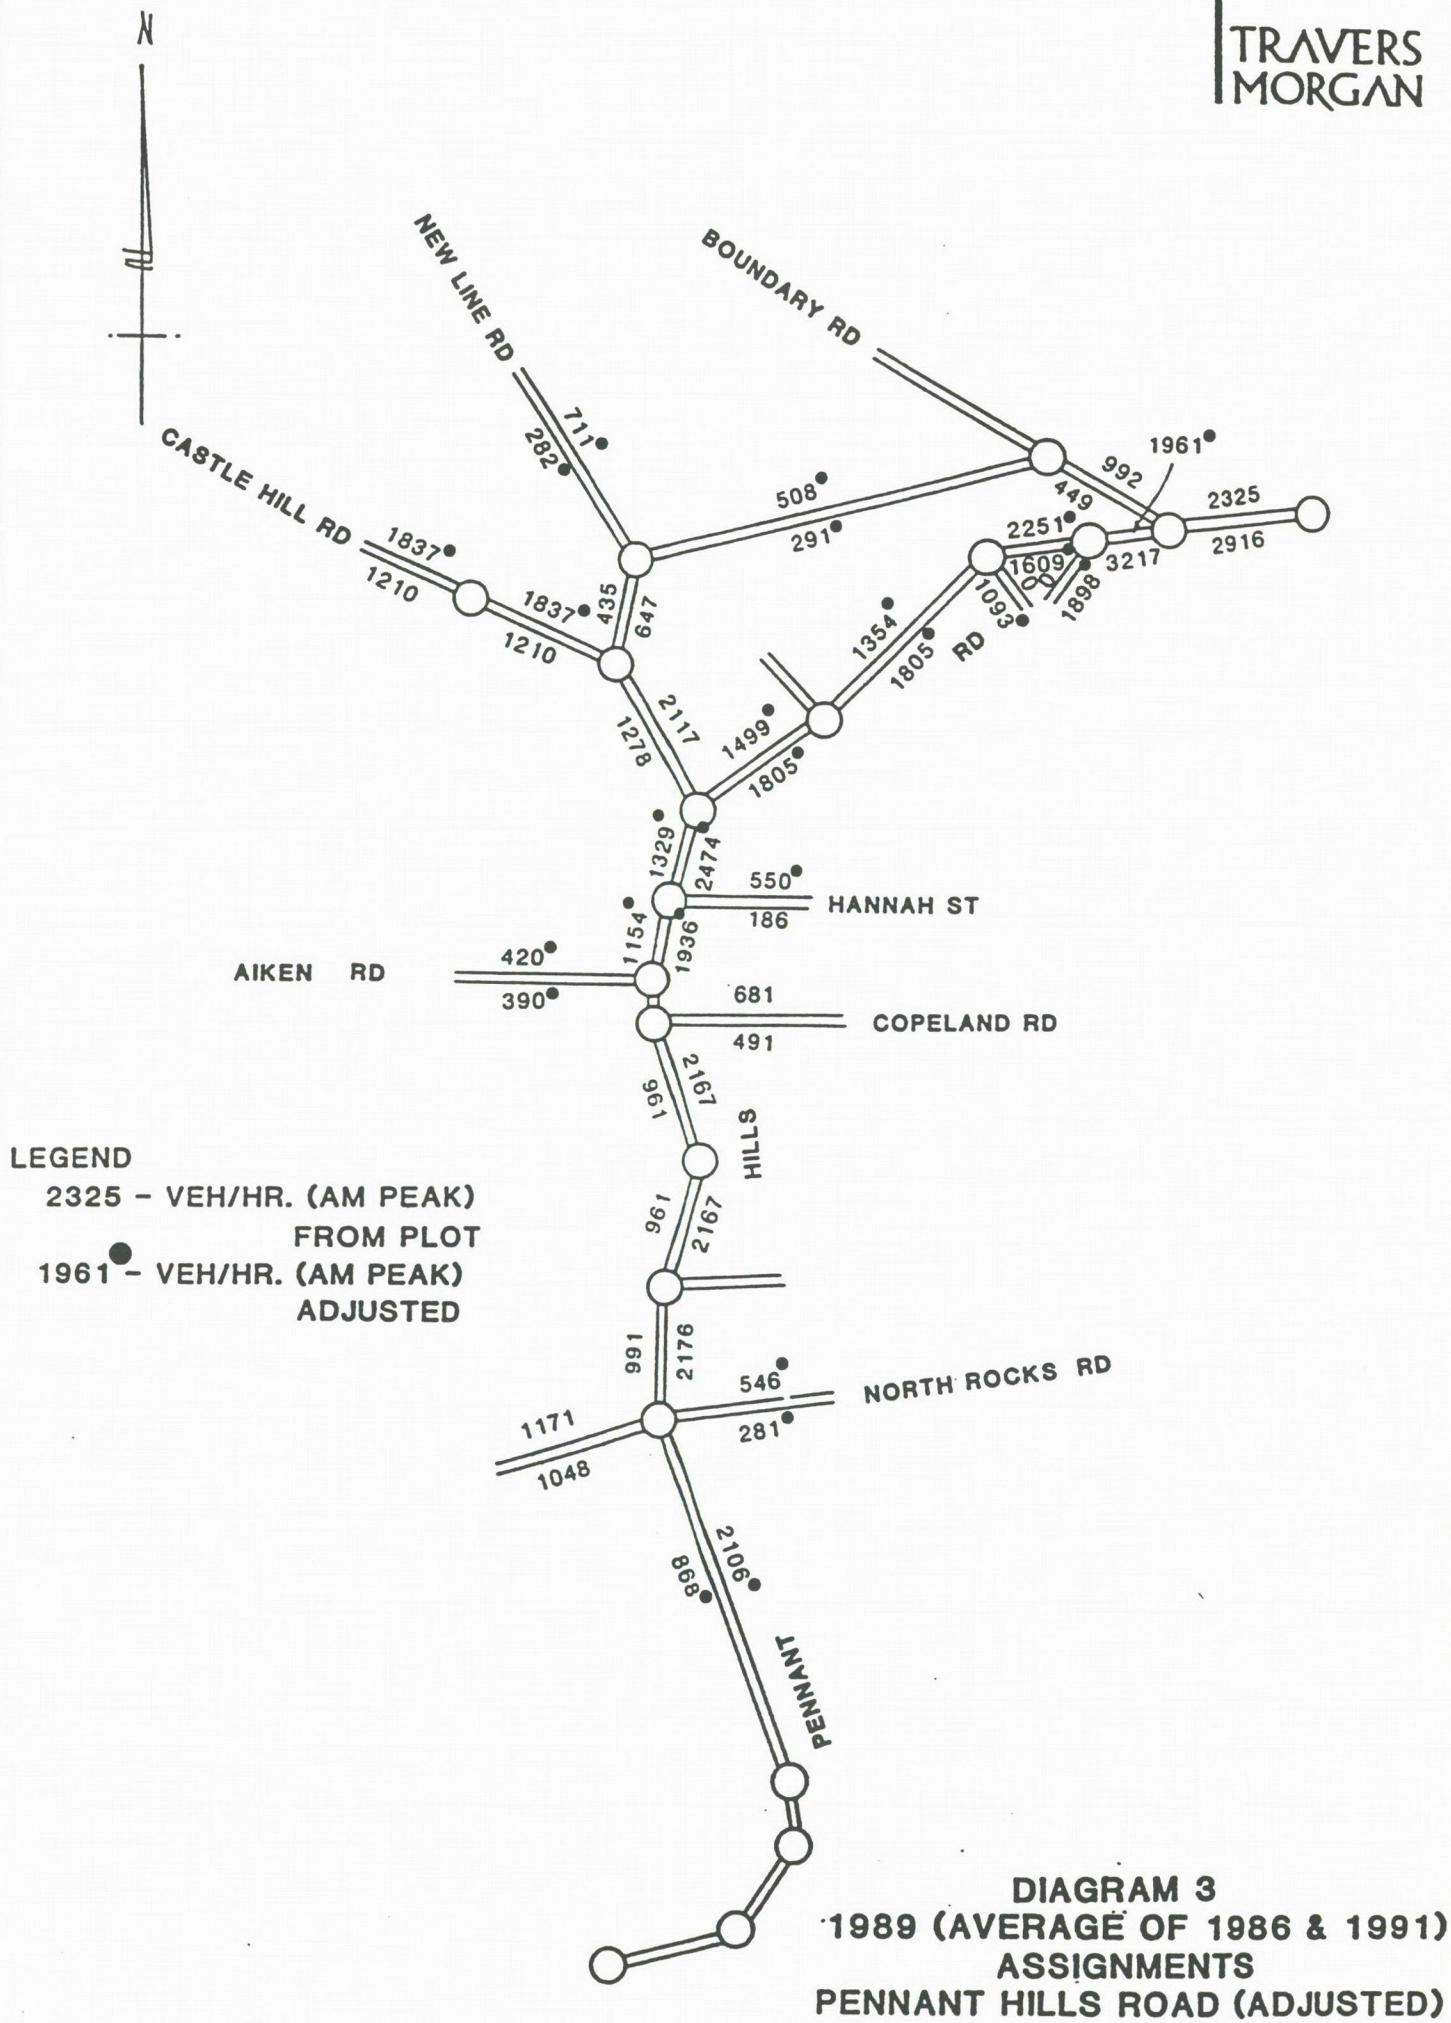 N
TRAVERS
MORGAN
NEW LINE RD
BOUNDARY RD
CASTLE HILL RD
711●
282●
508●
291●
992
449
1961●
2325
2916
2251●
1609●
3217
1093●
1898●
RD
1837●
1210
1837●
1210
435
647
1354●
1805●
2117
1278
1499●
1805●
1329●
2474●
550●
186
HANNAH ST
1154●
1936●
AIKEN RD
420●
390●
681
491
COPELAND RD
2167
961
HILLS
961
2167
LEGEND
2325 - VEH/HR. (AM PEAK)
FROM PLOT
1961● - VEH/HR. (AM PEAK)
ADJUSTED
991
2176
546●
281●
NORTH ROCKS RD
1171
1048
2106●
868●
PENNANT
DIAGRAM 3
1989 (AVERAGE OF 1986 & 1991)
ASSIGNMENTS
PENNANT HILLS ROAD (ADJUSTED)